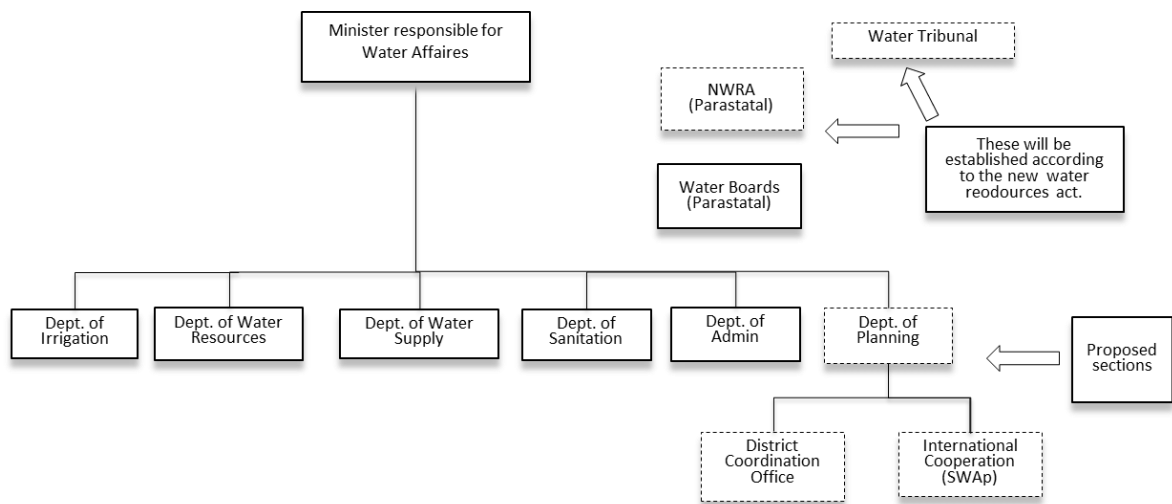 Minister responsible for
Water Affaires
Water Tribunal
NWRA
(Parastatal)
These will be
established according
to the new water
reodources act.
Water Boards
(Parastatal)
Dept. of
Irrigation
Dept. of Water
Resources
Dept. of Water
Supply
Dept. of
Sanitation
Dept. of
Admin
Dept. of
Planning
Proposed
sections
District
Coordination
Office
International
Cooperation
(SWAp)